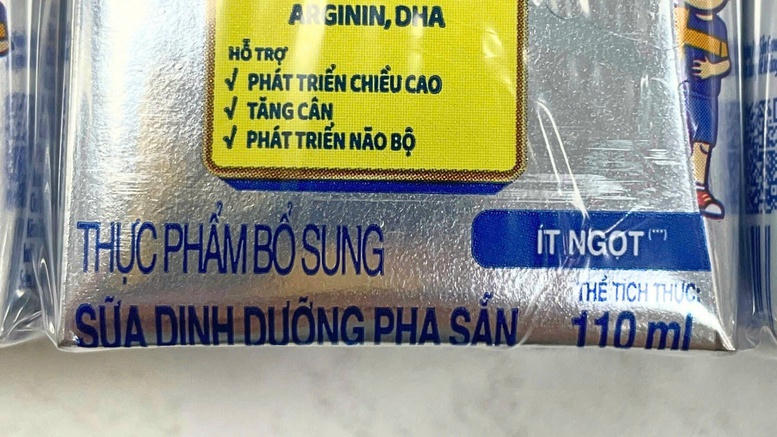 ARGININ, DHA
HỖ TRỢ
√ PHÁT TRIỂN CHIỀU CAO
√ TĂNG CÂN
√ PHÁT TRIỂN NÃO BỘ
THỰC PHẨM BỔ SUNG
ÍT NGỌT (***)
THỂ TÍCH THỰC:
SỮA DINH DƯỠNG PHA SẴN
110 ml